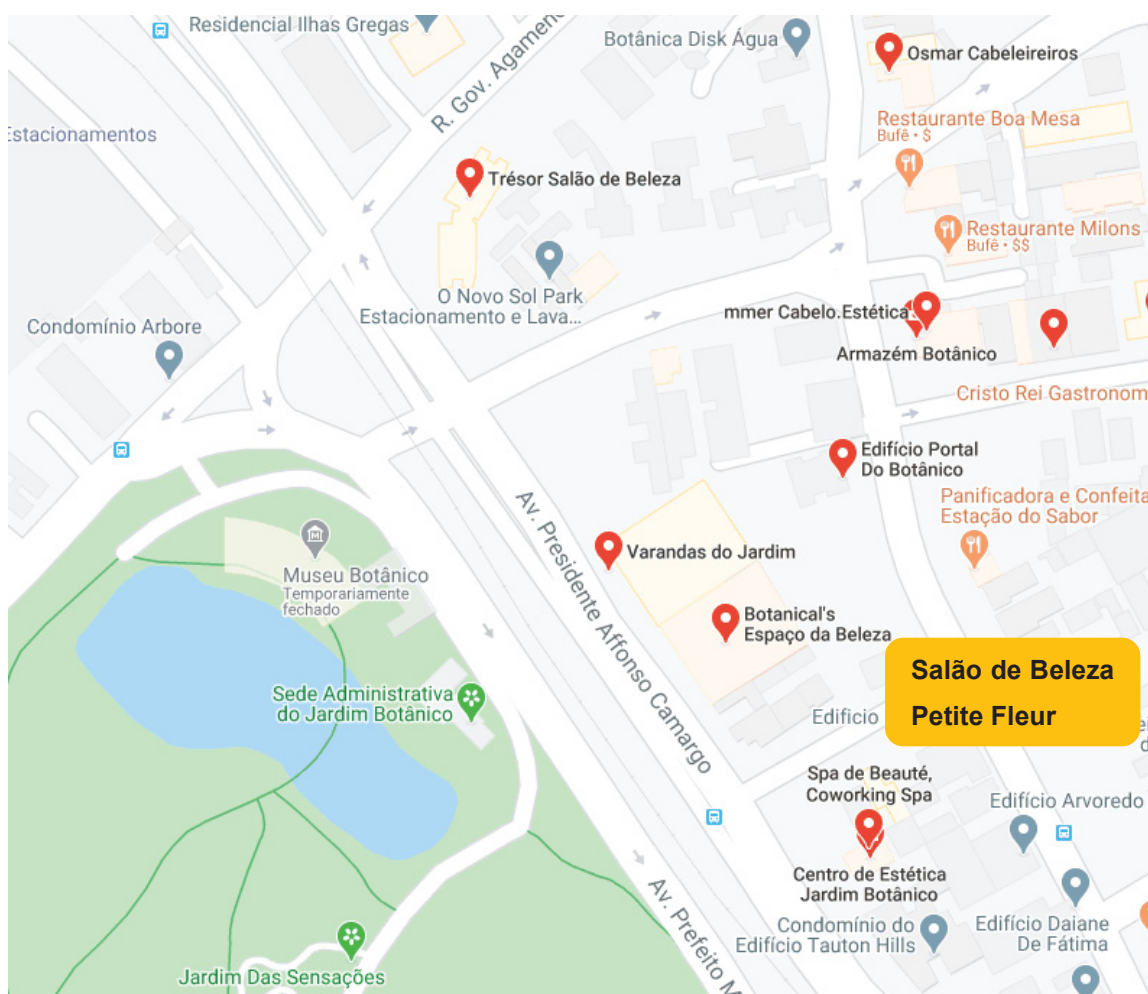 Residencial Ilhas Gregas
Botânica Disk Água
Osmar Cabeleireiros
R. Gov. Agamenc
Estacionamentos
Restaurante Boa Mesa
Bufê • $
Trésor Salão de Beleza
Restaurante Milons
Bufê • $$
O Novo Sol Park
Estacionamento e Lava...
mmer Cabelo.Estética
Condomínio Arbore
Armazém Botânico
Cristo Rei Gastronom
Edifício Portal
Do Botânico
Panificadora e Confeita
Estação do Sabor
Av. Presidente Affonso Camargo
Varandas do Jardim
Museu Botânico
Temporariamente
fechado
Botanical's
Espaço da Beleza
Salão de Beleza
Petite Fleur
Sede Administrativa
do Jardim Botânico
Edificio
Spa de Beauté,
Coworking Spa
Edifício Arvoredo
Centro de Estética
Jardim Botânico
Av. Prefeito M
Condomínio do
Edifício Tauton Hills
Edifício Daiane
De Fátima
Jardim Das Sensações